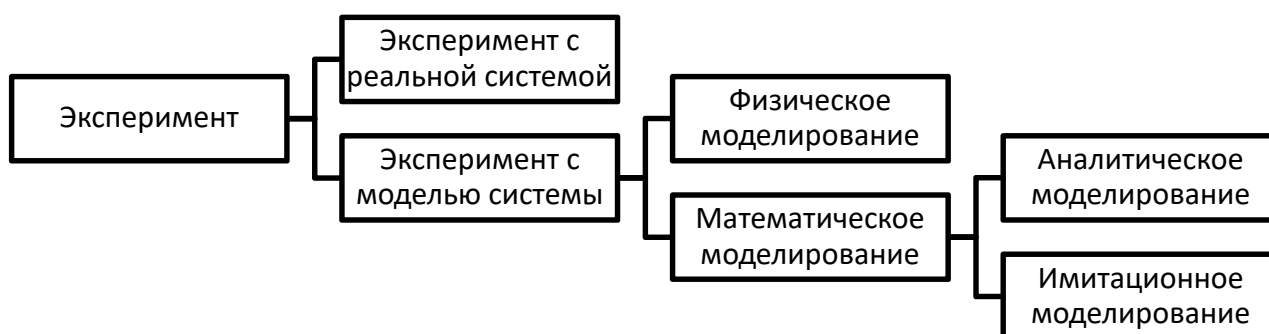 Эксперимент
Эксперимент с
реальной системой
Эксперимент с
моделью системы
Физическое
моделирование
Математическое
моделирование
Аналитическое
моделирование
Имитационное
моделирование